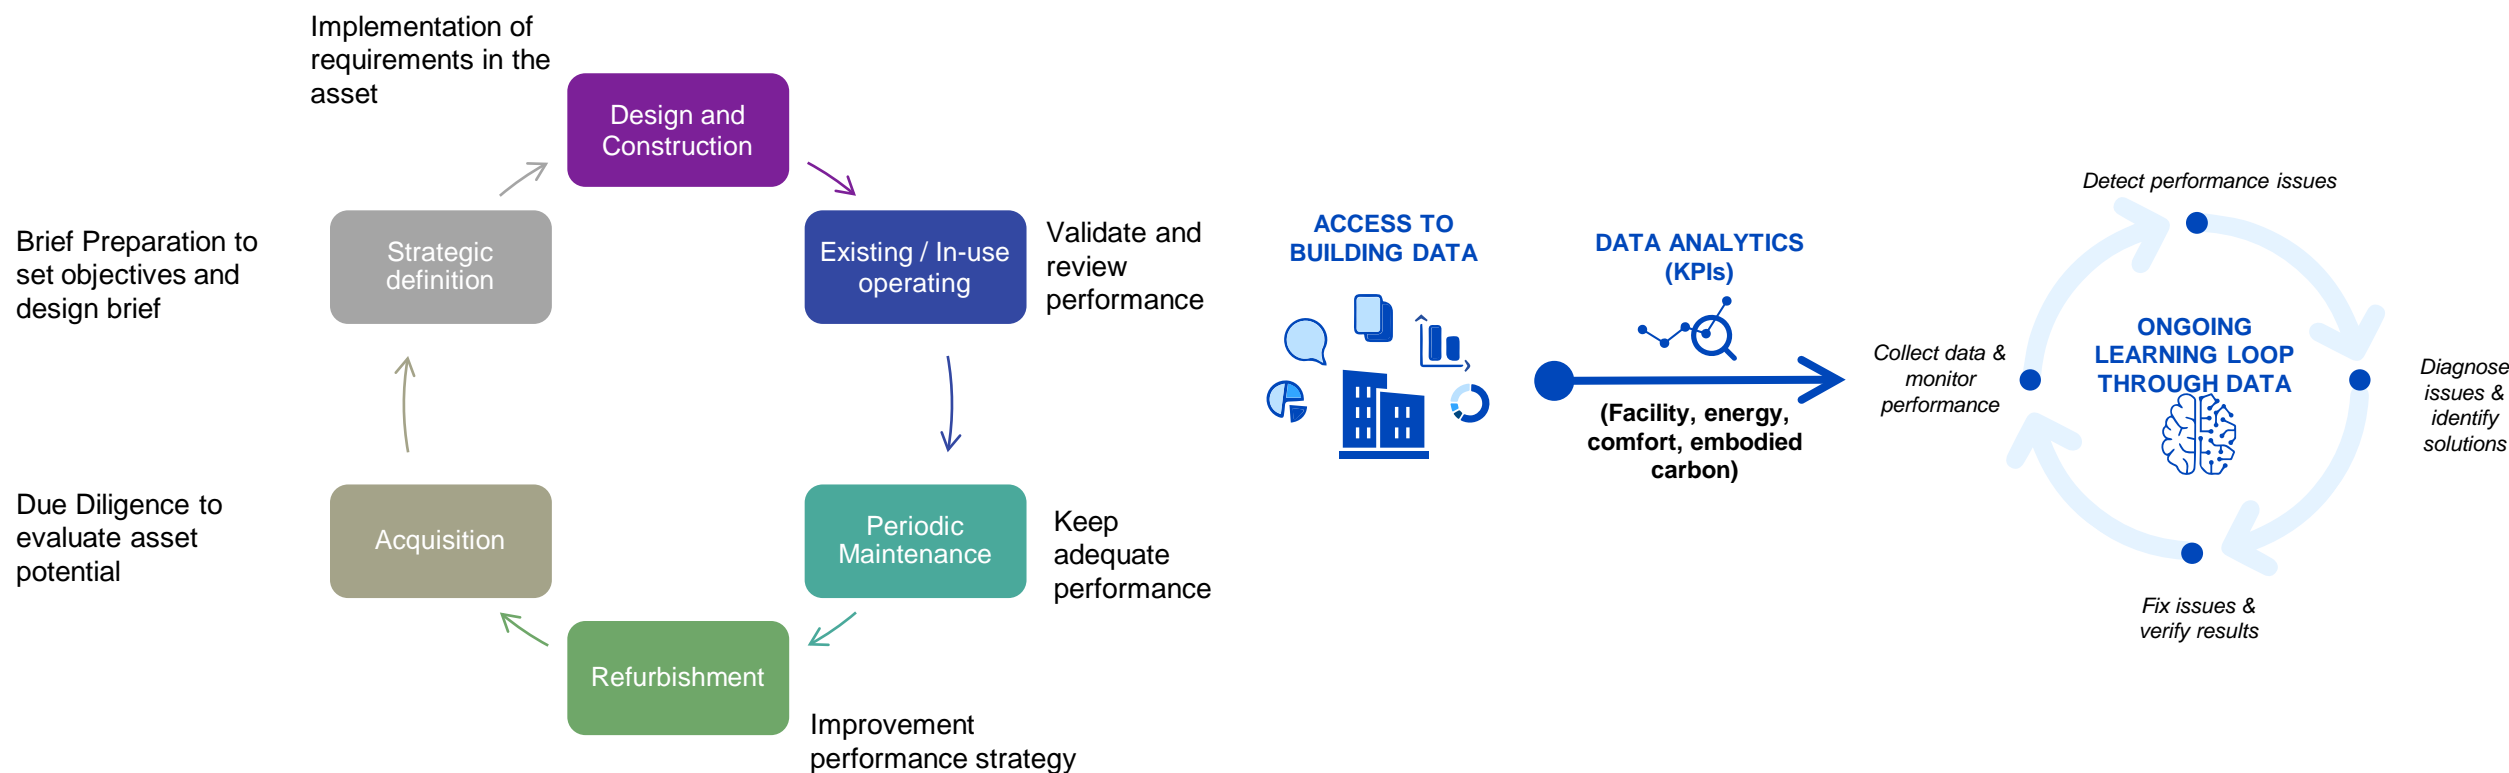 Implementation of
requirements in the
asset
Design and
Construction
Brief Preparation to
set objectives and
design brief
Strategic
definition
Existing / In-use
operating
Validate and
review
performance
Due Diligence to
evaluate asset
potential
Acquisition
Periodic
Maintenance
Keep
adequate
performance
Refurbishment
Improvement
performance strategy
ACCESS TO
BUILDING DATA
DATA ANALYTICS
(KPIs)
(Facility, energy,
comfort, embodied
carbon)
Detect performance issues
Collect data &
monitor
performance
ONGOING
LEARNING LOOP
THROUGH DATA
Diagnose
issues &
identify
solutions
Fix issues &
verify results